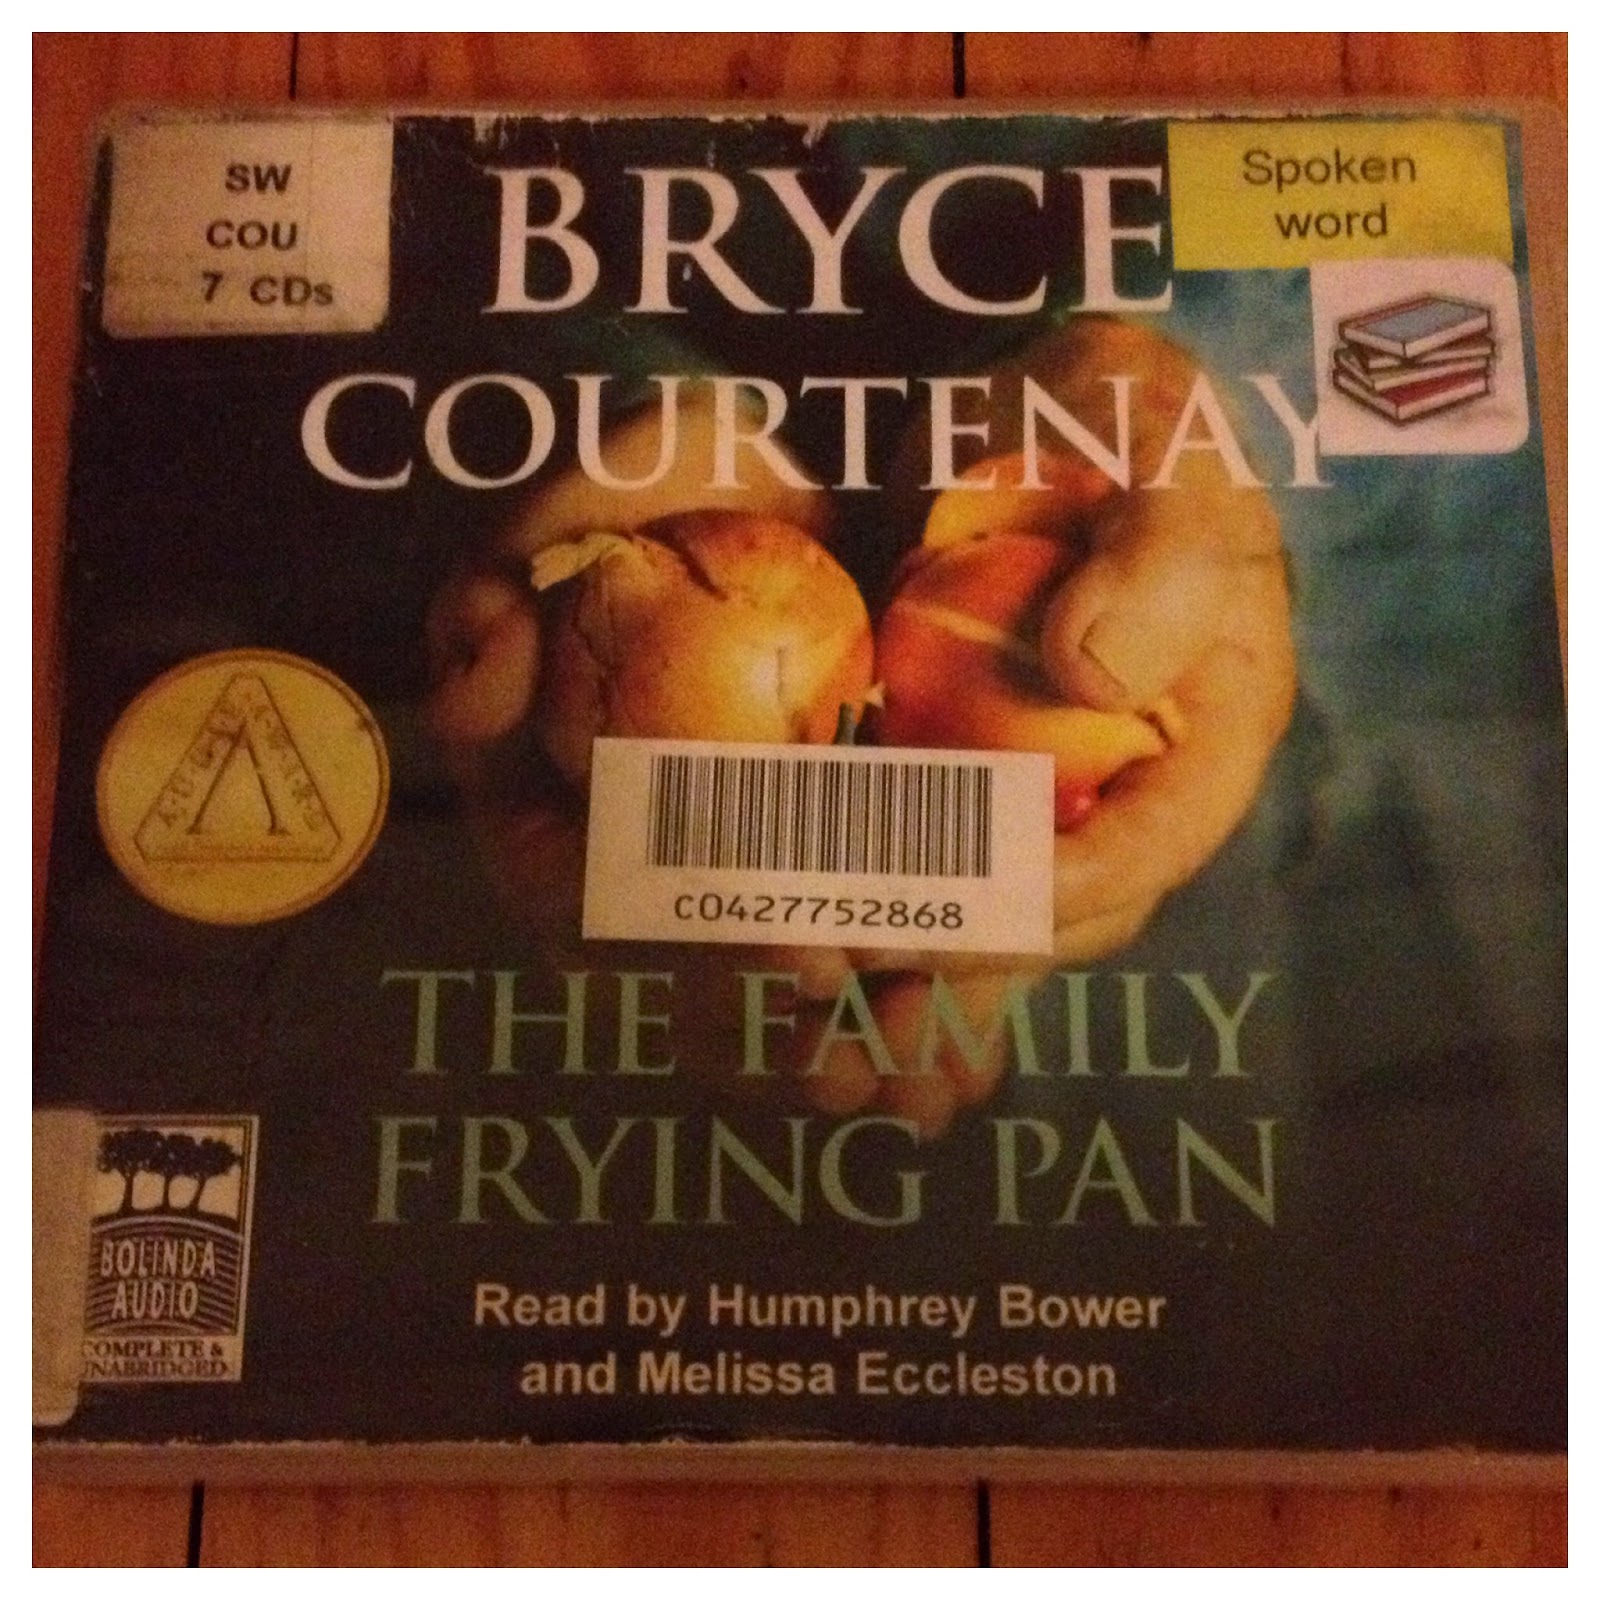 SW
COU
7 CDs
BRYCE
COURTENAY
Spoken
word
C04277752868
THE FAMILY
FRYING PAN
BOLINDA
AUDIO
COMPLETE &
UNABRIDGED
Read by Humphrey Bower
and Melissa Eccleston